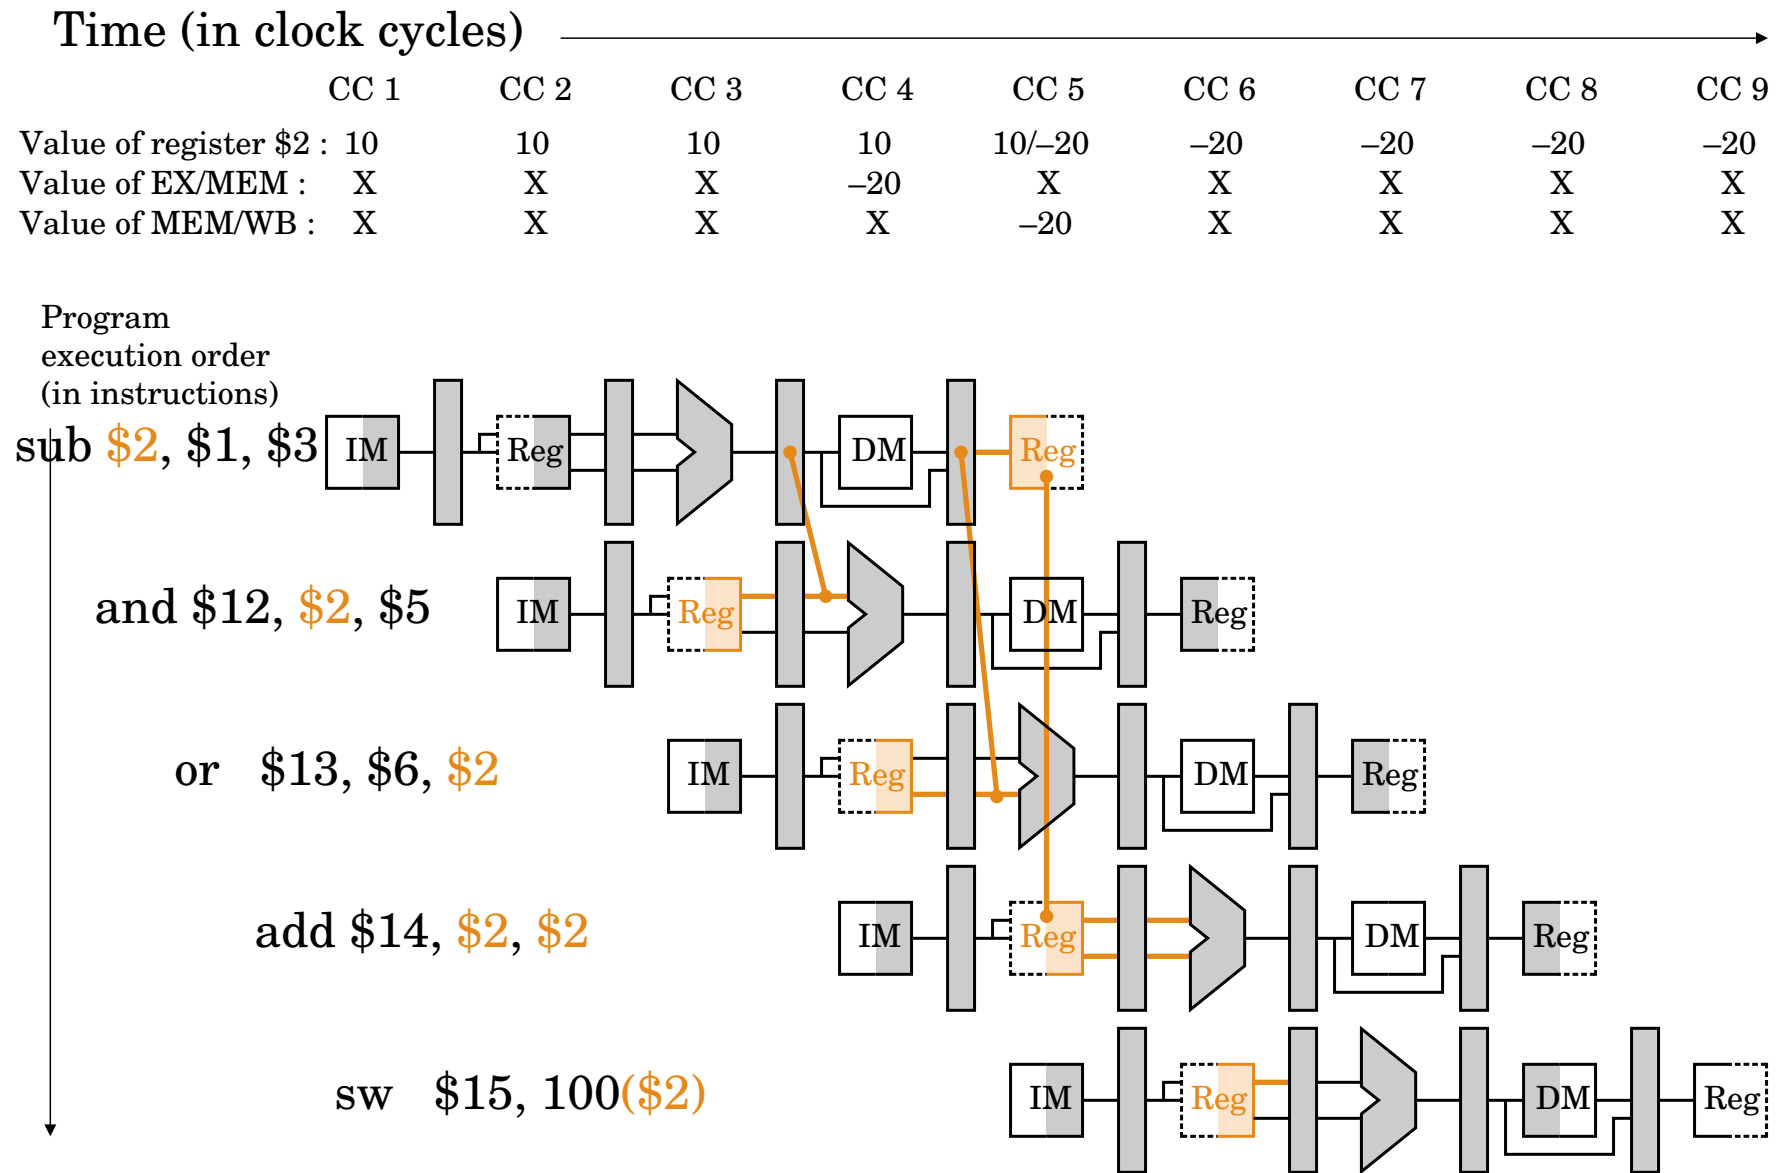 Time (in clock cycles)
CC 1 CC 2 CC 3 CC 4 CC 5 CC 6 CC 7 CC 8 CC 9
Value of register $2 : 10 10 10 10 10/–20 –20 –20 –20 –20
Value of EX/MEM : X X X –20 X X X X X
Value of MEM/WB : X X X X –20 X X X X
Program
execution order
(in instructions)
sub $2, $1, $3 IM Reg DM Reg
and $12, $2, $5 IM Reg DM Reg
or $13, $6, $2 IM Reg DM Reg
add $14, $2, $2 IM Reg DM Reg
sw $15, 100($2) IM Reg DM Reg